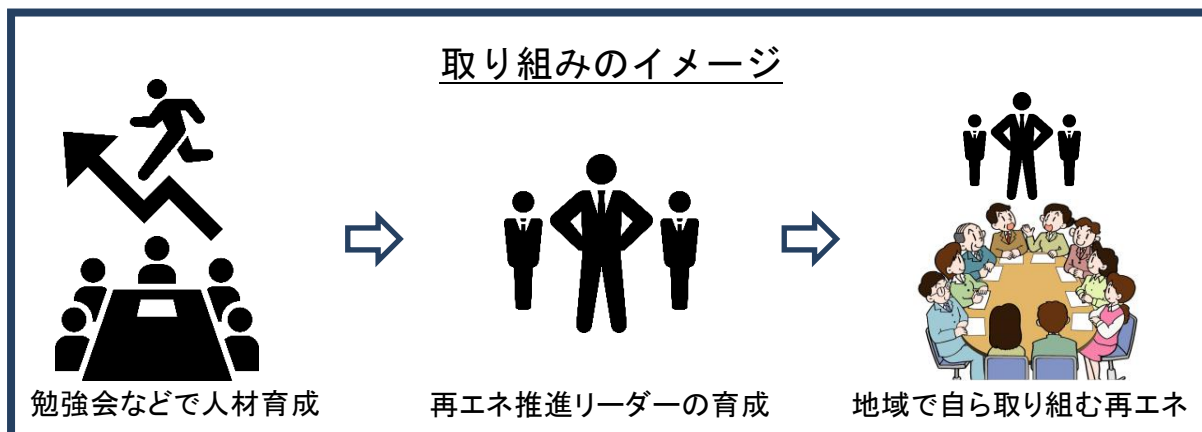 取り組みのイメージ
勉強会などで人材育成
再エネ推進リーダーの育成
地域で自ら取り組む再エネ